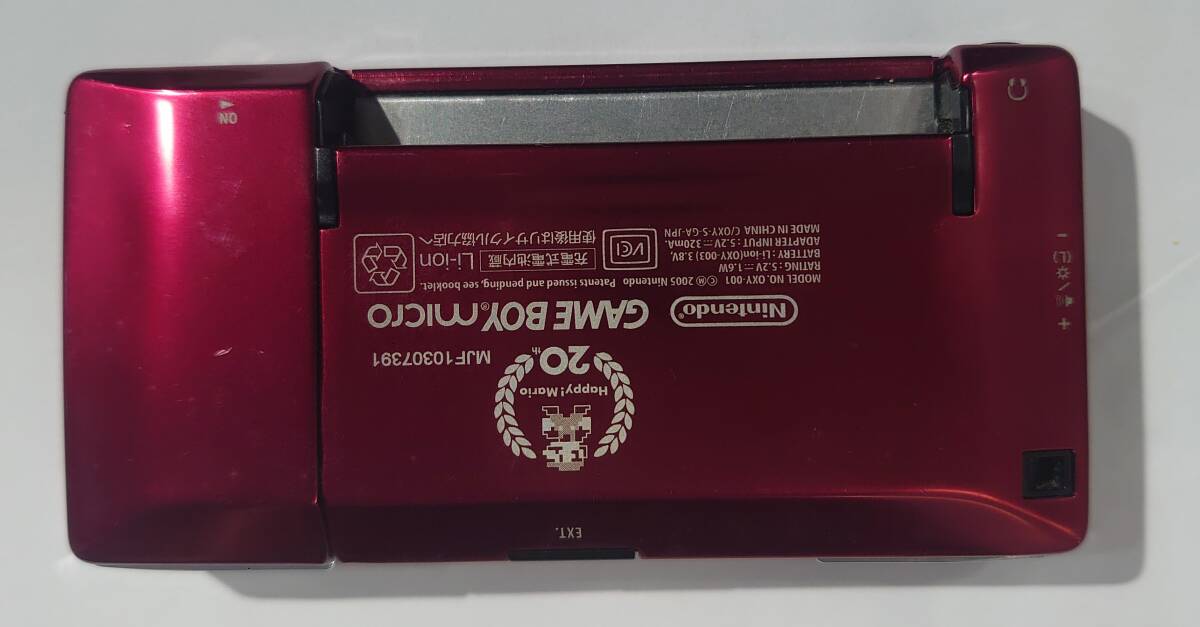 EXT.
Happy! Mario
20th
MJF10307391
Nintendo®
GAME BOY® micro
MODEL NO. OXY-001 ©Ⓜ 2005 Nintendo Patents issued and pending, see booklet.
RATING : 5.2V⎓1.6W
BATTERY : Li-ion(OXY-003) 3.8V,
ADAPTER INPUT : 5.2V⎓320mA,
MADE IN CHINA C/OXY-S-GA-JPN
VCI
充電式電池内蔵
Li-ion
使用後はリサイクル協力店へ
ON
+
/ (L)
−